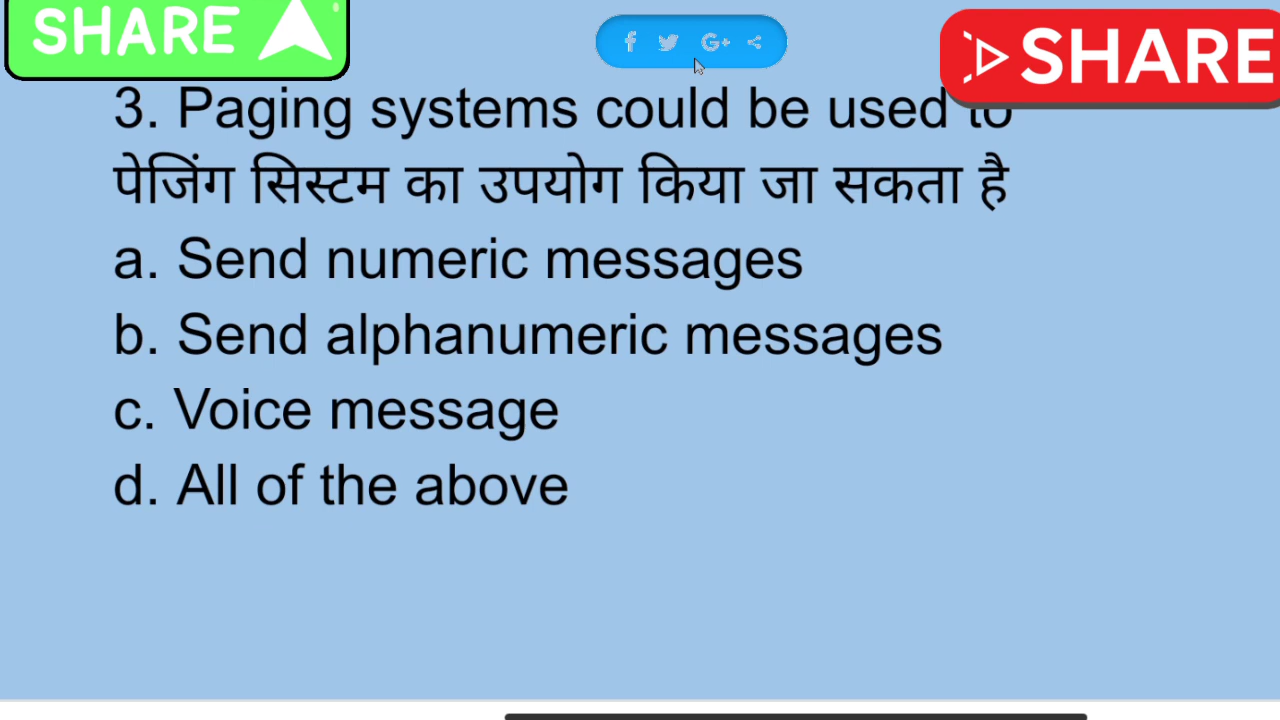 SHARE
SHARE
3. Paging systems could be used to
पेजिंग सिस्टम का उपयोग किया जा सकता है
a. Send numeric messages
b. Send alphanumeric messages
c. Voice message
d. All of the above